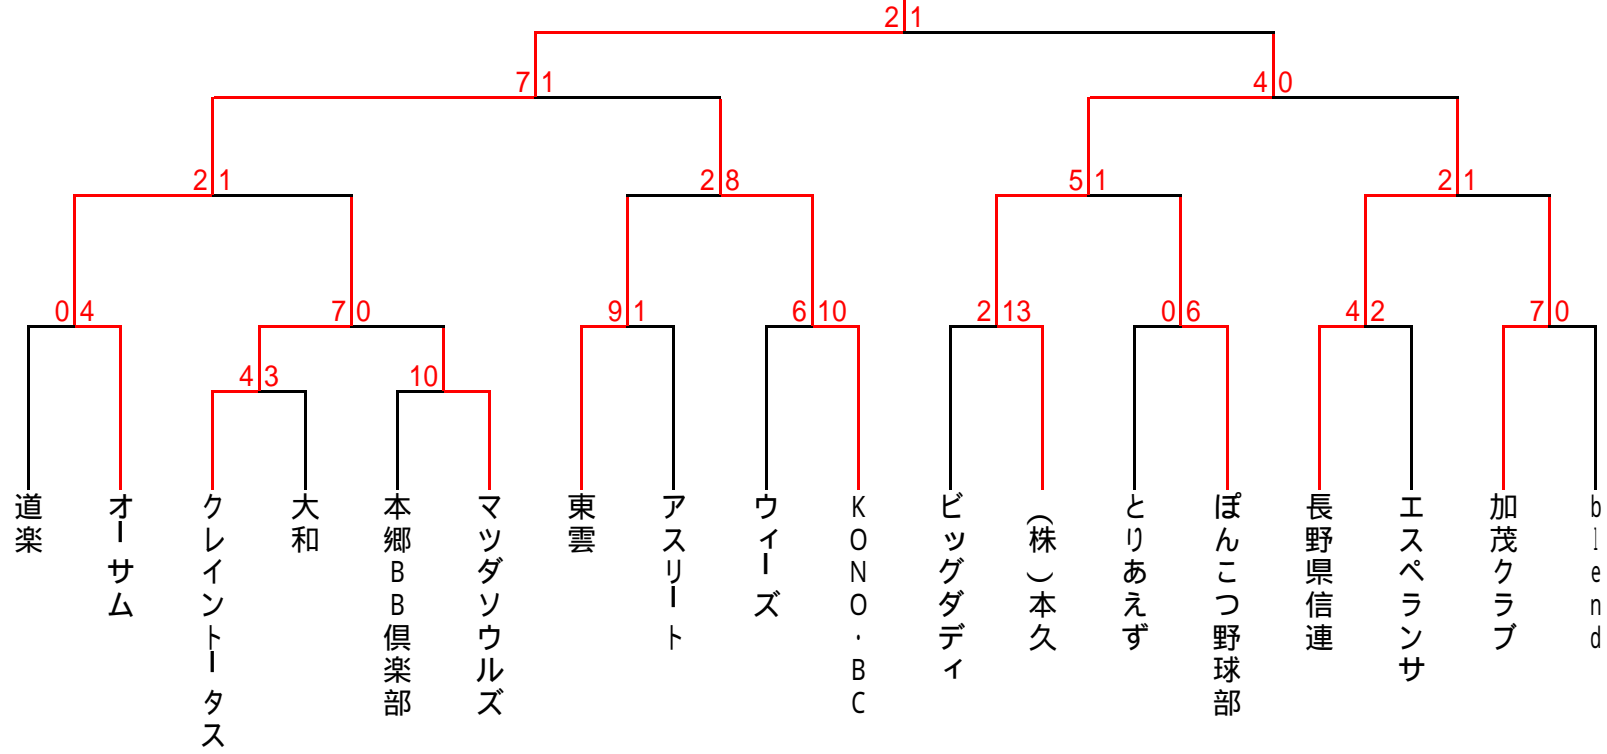 2 1
7 1
4 0
2 1
2 8
5 1
2 1
0 4
7 0
9 1
6 10
2 13
0 6
4 2
7 0
4 3
10
道楽
オーサム
クレイントータス
大和
本郷BB倶楽部
マツダソウルズ
東雲
アスリート
ウィーズ
KONO・BC
ビッグダディ
(株)本久
とりあえず
ぽんこつ野球部
長野県信連
エスペランサ
加茂クラブ
blend